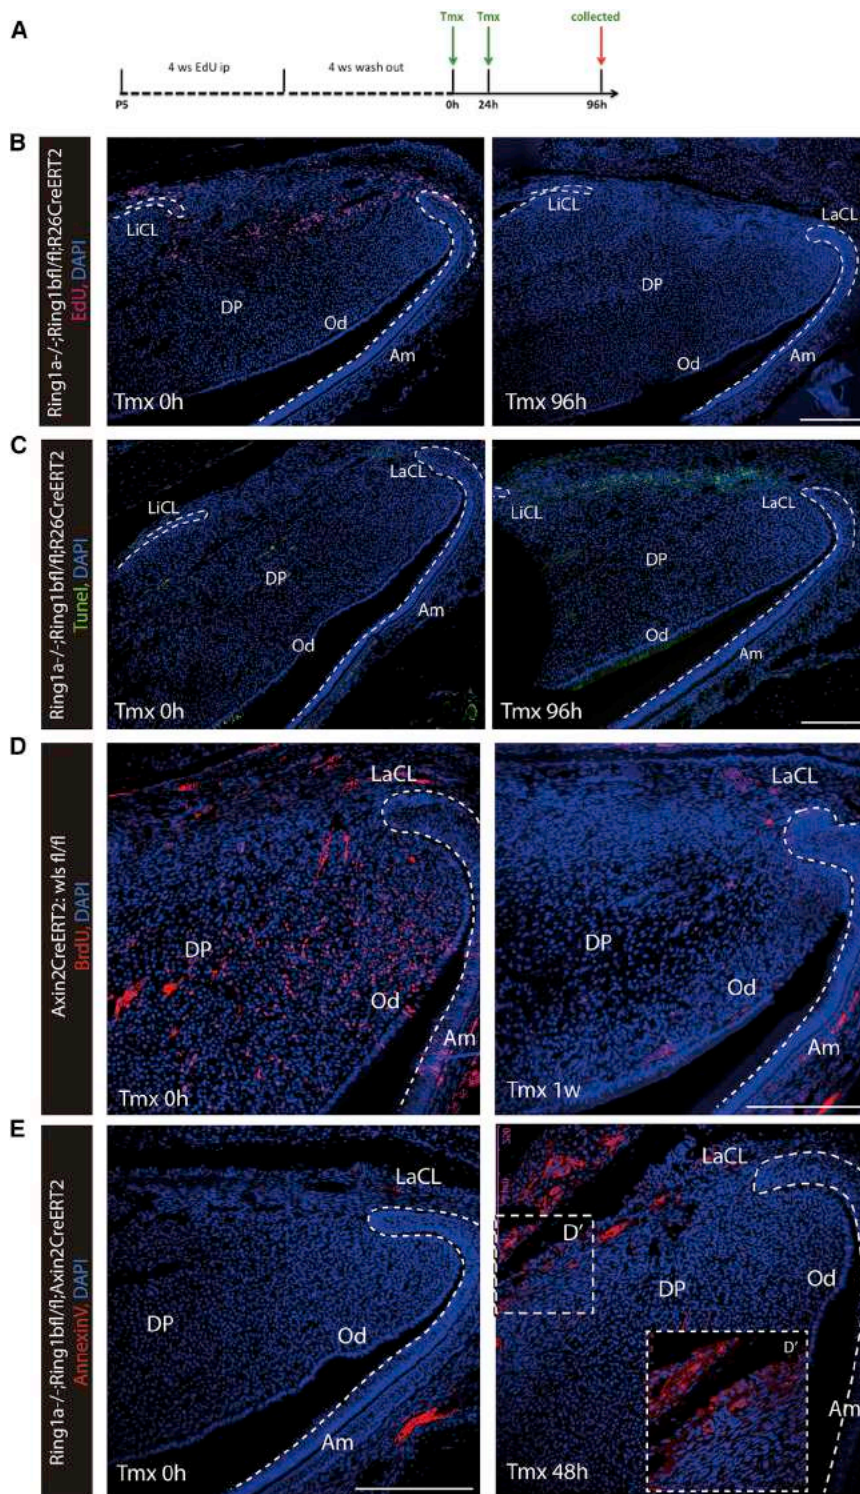 A
Tmx
Tmx
collected
4 ws EdU ip
4 ws wash out
P5
0h
24h
96h
B
Ring1a-/-;Ring1bfl/fl;R26CreERT2
EdU, DAPI
LiCL
DP
Od
Am
Tmx 0h
LaCL
DP
Od
Am
Tmx 96h
C
Ring1a-/-;Ring1bfl/fl;R26CreERT2
Tunel, DAPI
LaCL
LiCL
DP
Od
Am
Tmx 0h
LiCL
LaCL
DP
Od
Am
Tmx 96h
D
Axin2CreERT2: wls fl/fl
BrdU, DAPI
LaCL
DP
Od
Am
Tmx 0h
LaCL
DP
Od
Am
Tmx 1w
E
Ring1a-/-;Ring1bfl/fl;Axin2CreERT2
AnnexinV, DAPI
LaCL
DP
Od
Am
Tmx 0h
LaCL
D'
Od
DP
D'
Am
Tmx 48h